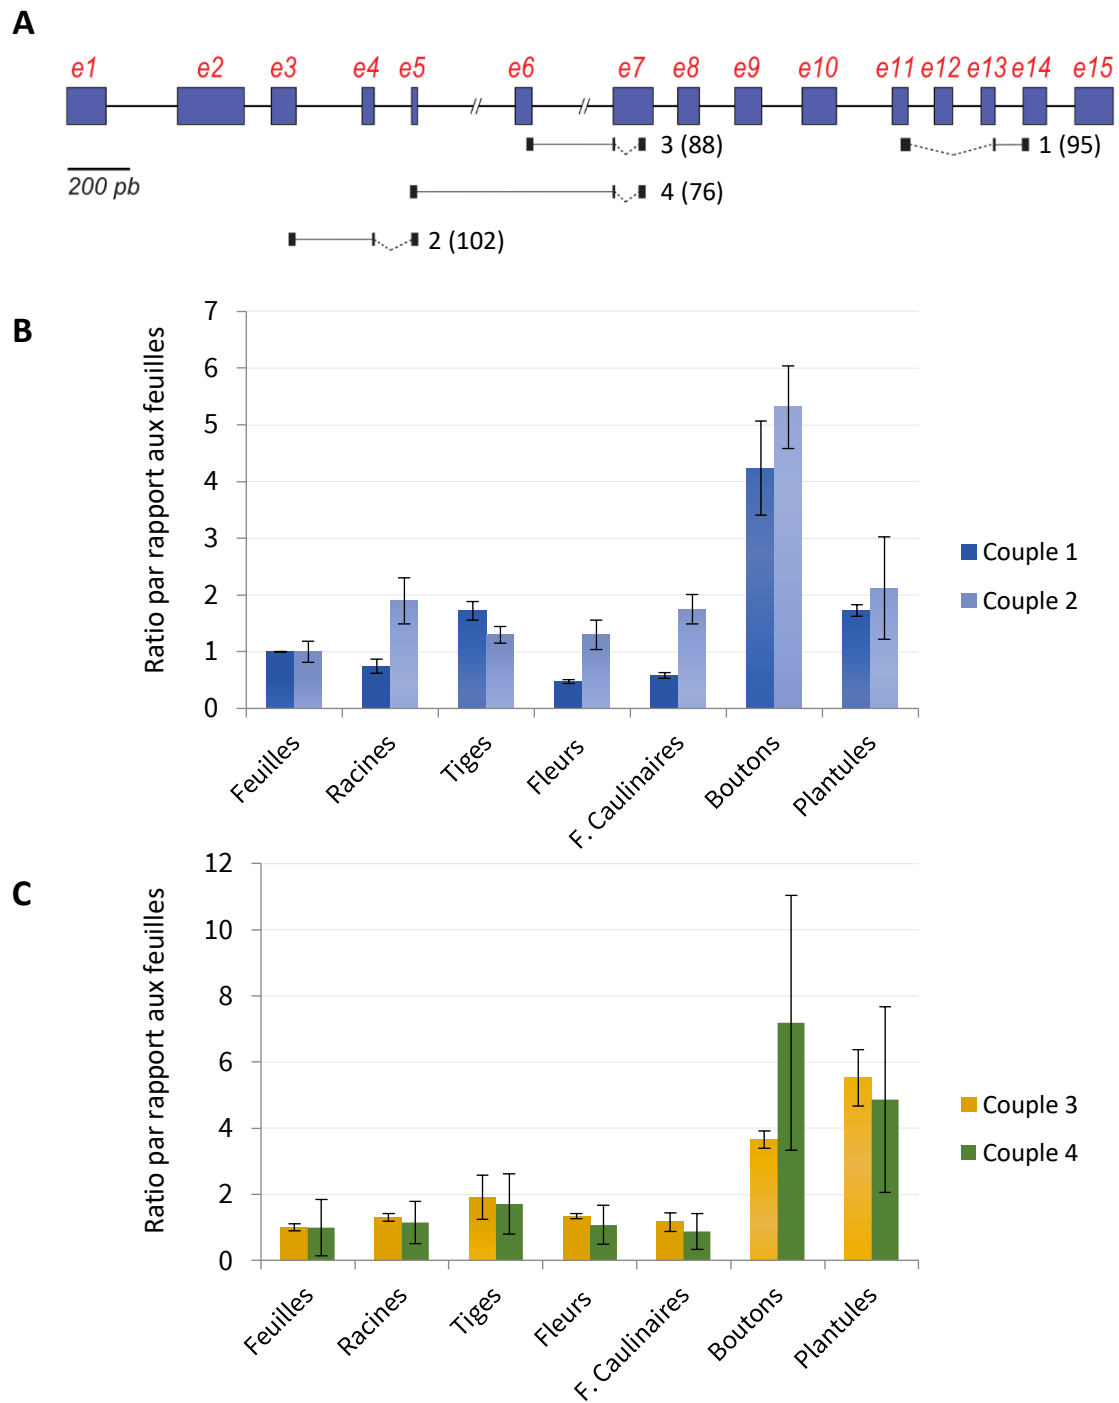 A
e1 e2 e3 e4 e5 e6 e7 e8 e9 e10 e11 e12 e13 e14 e15
3 (88)
1 (95)
200 pb
4 (76)
2 (102)
B
Ratio par rapport aux feuilles
7
6
5
4
3
2
1
0
Feuilles
Racines
Tiges
Fleurs
F. Caulinaires
Boutons
Plantules
Couple 1
Couple 2
C
Ratio par rapport aux feuilles
12
10
8
6
4
2
0
Feuilles
Racines
Tiges
Fleurs
F. Caulinaires
Boutons
Plantules
Couple 3
Couple 4